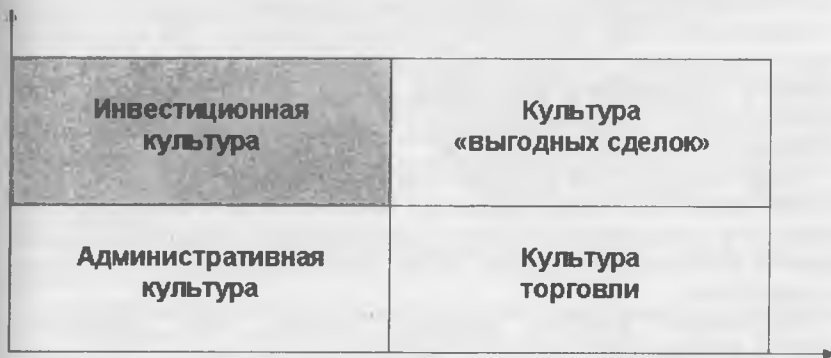 Инвестиционная
культура
Культура
«выгодных сделок»
Административная
культура
Культура
торговли